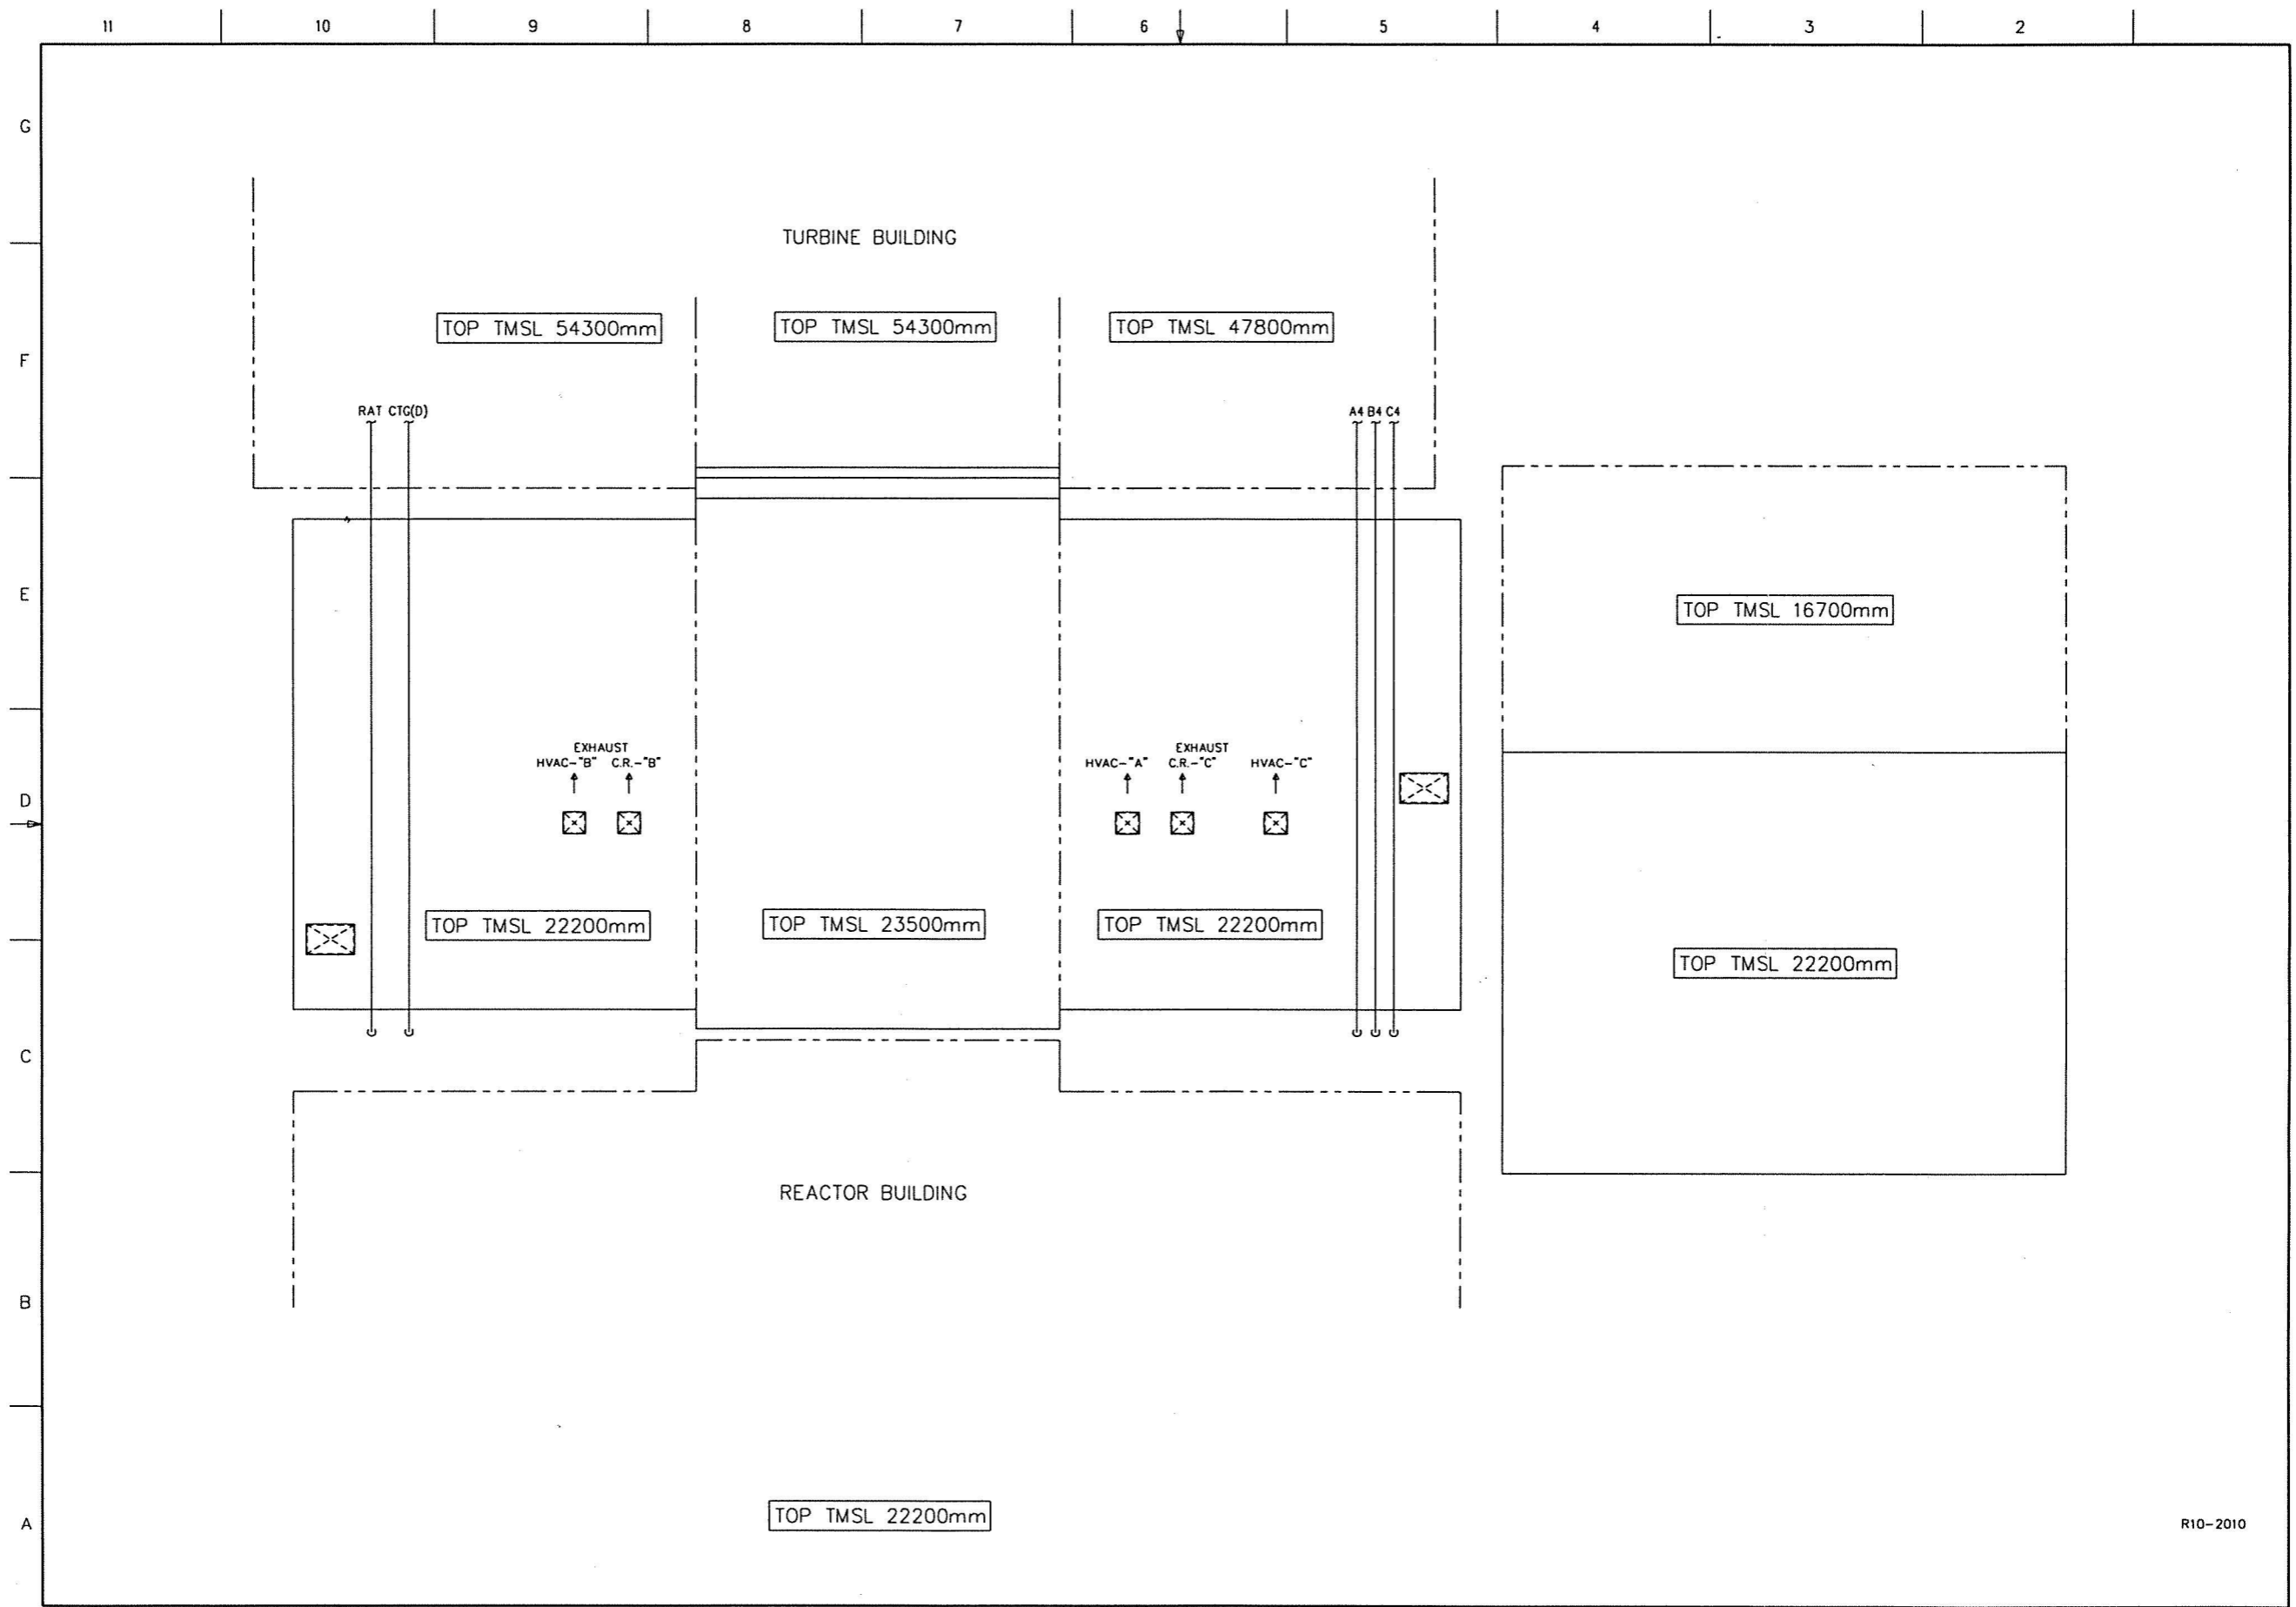 11 10 9 8 7 6 5 4 3 2
G
TURBINE BUILDING
TOP TMSL 54300mm
TOP TMSL 54300mm
TOP TMSL 47800mm
F
RAT CTG(D)
A4 B4 C4
E
TOP TMSL 16700mm
EXHAUST
HVAC-"B" C.R.-"B"
EXHAUST
HVAC-"A" C.R.-"C" HVAC-"C"
D
TOP TMSL 22200mm
TOP TMSL 23500mm
TOP TMSL 22200mm
TOP TMSL 22200mm
C
REACTOR BUILDING
B
TOP TMSL 22200mm
A
R10-2010